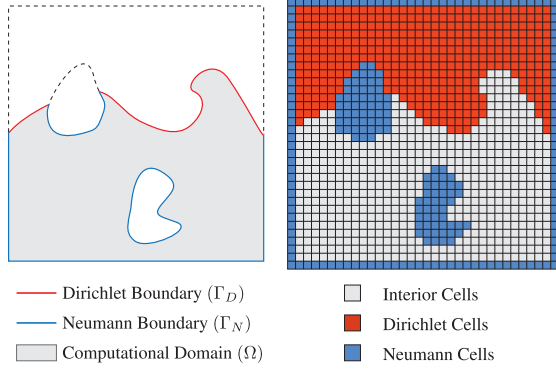 Dirichlet Boundary (Γ_D)
Neumann Boundary (Γ_N)
Computational Domain (Ω)
Interior Cells
Dirichlet Cells
Neumann Cells